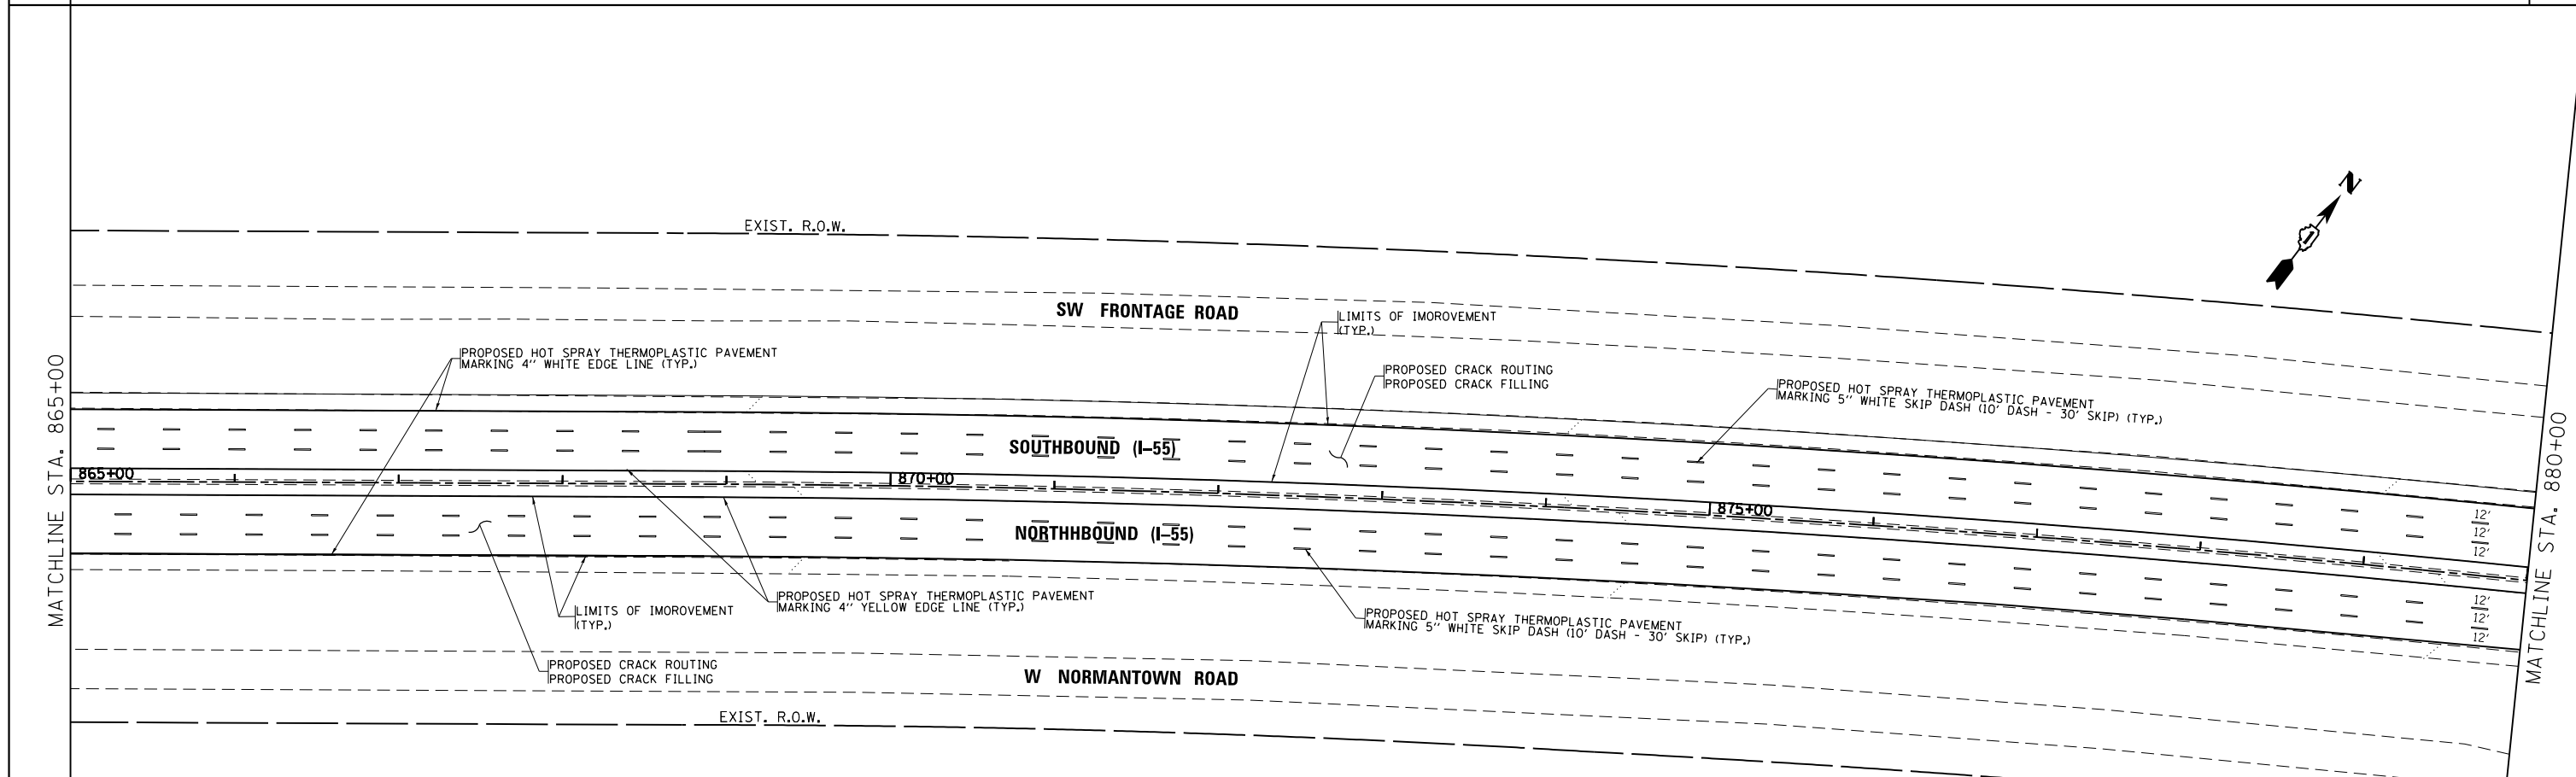 EXIST. R.O.W.
N
SW FRONTAGE ROAD
LIMITS OF IMOROVEMENT
(TYP.)
PROPOSED HOT SPRAY THERMOPLASTIC PAVEMENT
MARKING 4" WHITE EDGE LINE (TYP.)
PROPOSED CRACK ROUTING
PROPOSED CRACK FILLING
PROPOSED HOT SPRAY THERMOPLASTIC PAVEMENT
MARKING 5" WHITE SKIP DASH (10' DASH - 30' SKIP) (TYP.)
MATCHLINE STA. 865+00
SOUTHBOUND (I-55)
865+00
870+00
875+00
12'
12'
12'
NORTHHBOUND (I-55)
12'
12'
12'
MATCHLINE STA. 880+00
LIMITS OF IMOROVEMENT
(TYP.)
PROPOSED HOT SPRAY THERMOPLASTIC PAVEMENT
MARKING 4" YELLOW EDGE LINE (TYP.)
PROPOSED HOT SPRAY THERMOPLASTIC PAVEMENT
MARKING 5" WHITE SKIP DASH (10' DASH - 30' SKIP) (TYP.)
PROPOSED CRACK ROUTING
PROPOSED CRACK FILLING
W NORMANTOWN ROAD
EXIST. R.O.W.